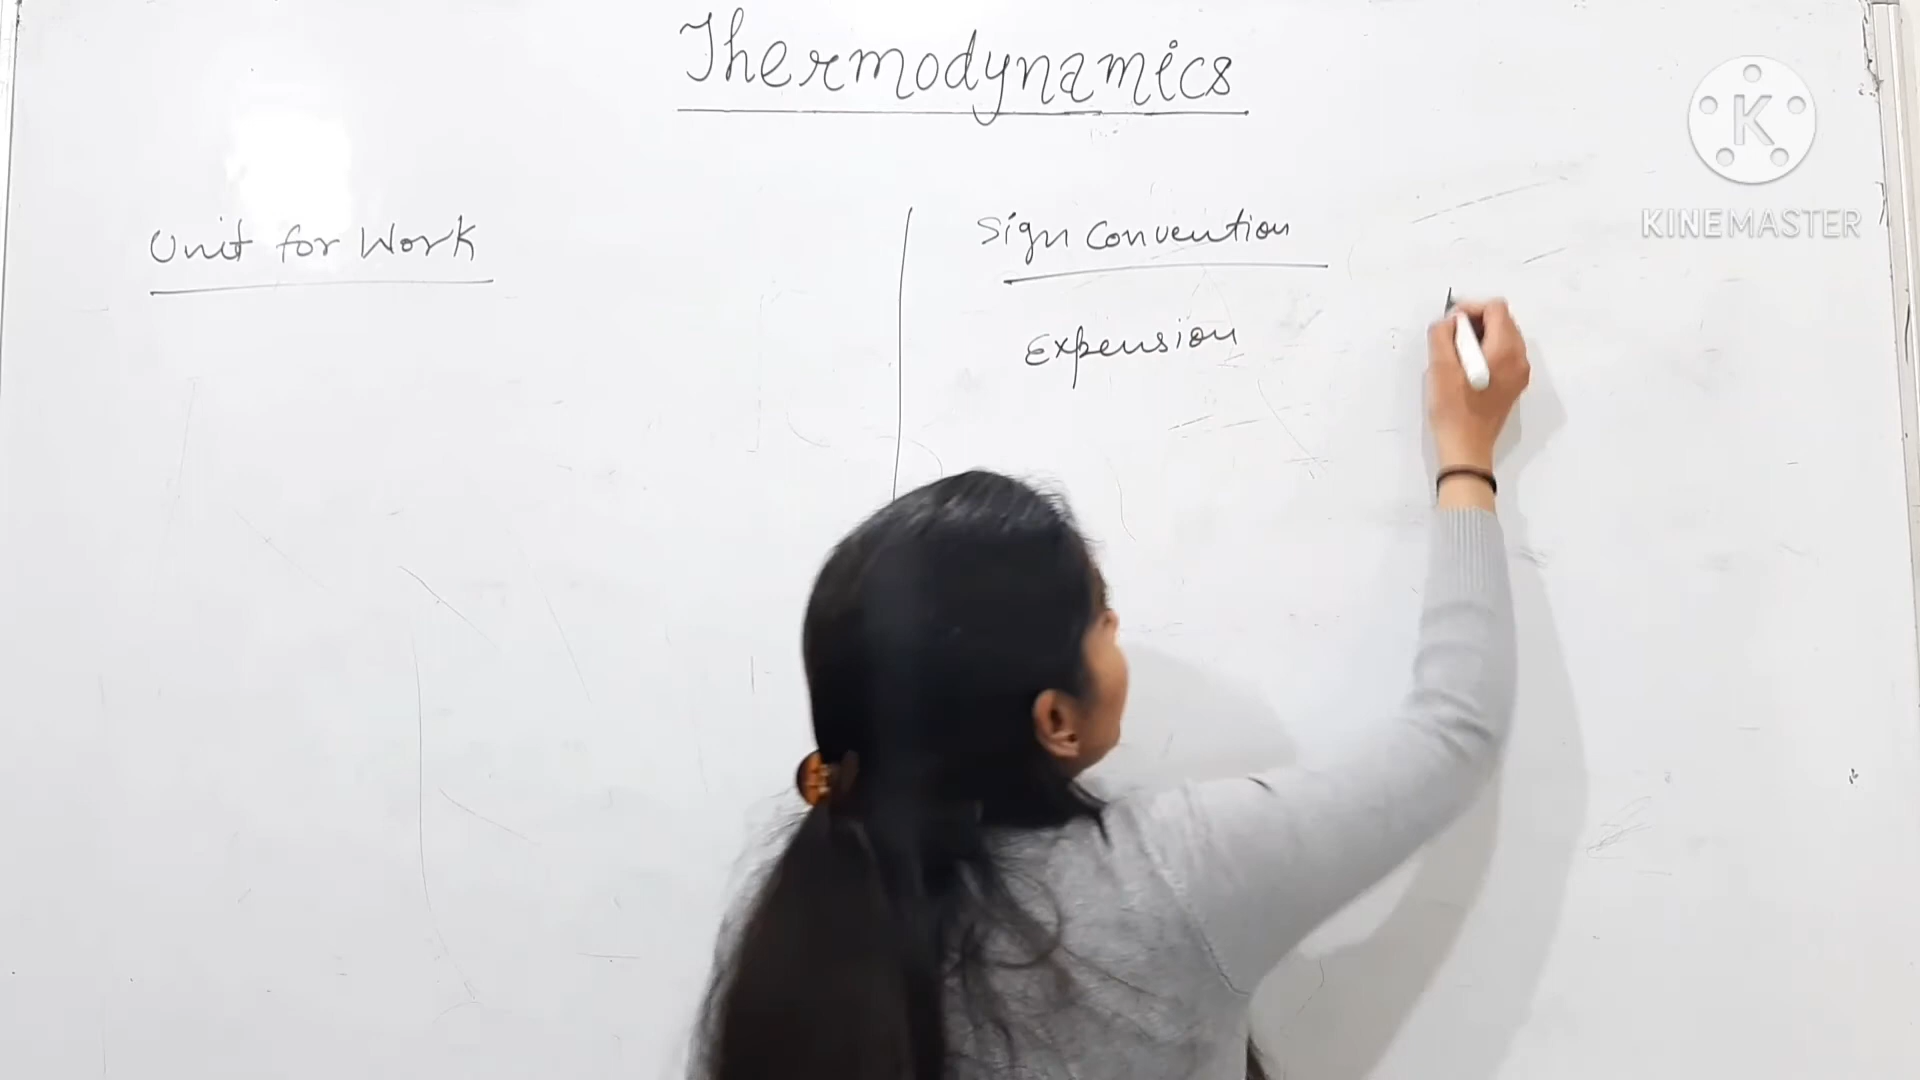 Thermodynamics
Unit for Work
Sign Convention
Expension
K
KINEMASTER